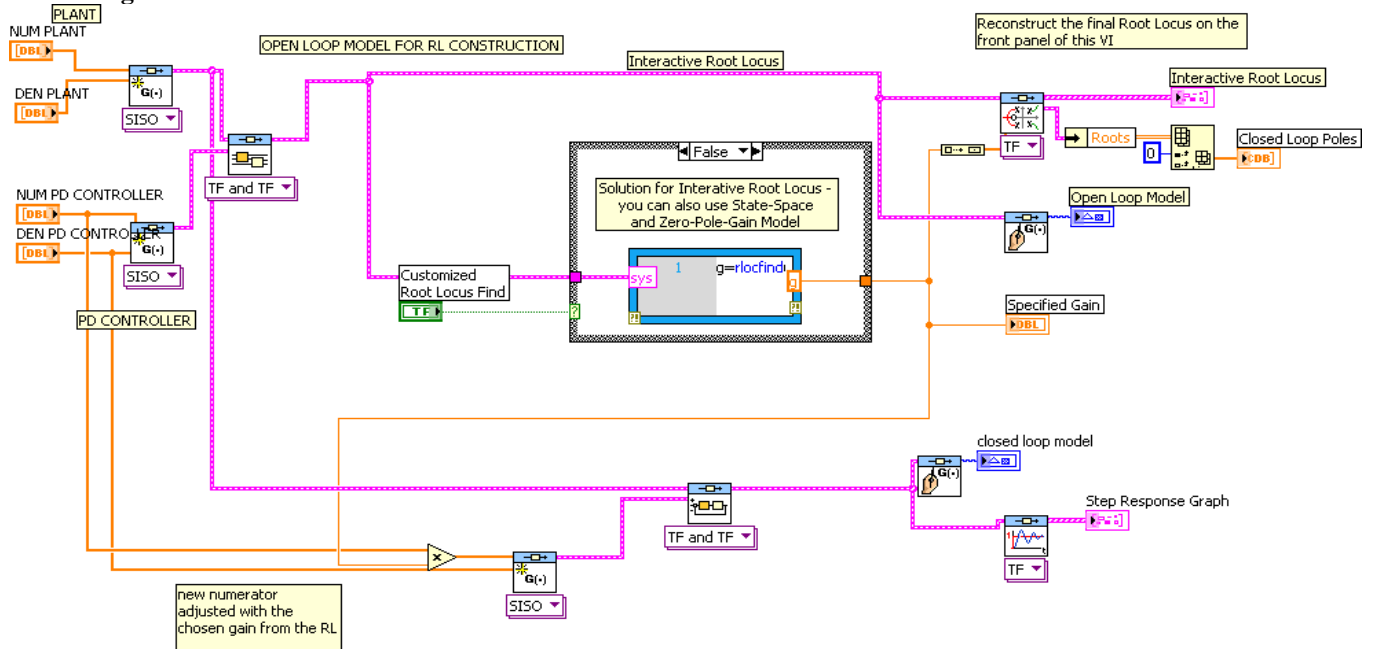 PLANT
NUM PLANT
[DBL]
DEN PLANT
[DBL]
G(·)
SISO
OPEN LOOP MODEL FOR RL CONSTRUCTION
TF and TF
NUM PD CONTROLLER
[DBL]
DEN PD CONTROLLER
[DBL]
G(·)
SISO
PD CONTROLLER
Interactive Root Locus
False
Solution for Interative Root Locus -
you can also use State-Space
and Zero-Pole-Gain Model
1
g=rlocfind
sys
g
?!
?!
?
Customized
Root Locus Find
TF
Reconstruct the final Root Locus on the
front panel of this VI
Interactive Root Locus
TF
Roots
0
Closed Loop Poles
[CDB]
Open Loop Model
G(·)
Specified Gain
DBL
closed loop model
G(·)
Step Response Graph
1
t
TF
TF and TF
x
G(·)
SISO
new numerator
adjusted with the
chosen gain from the RL